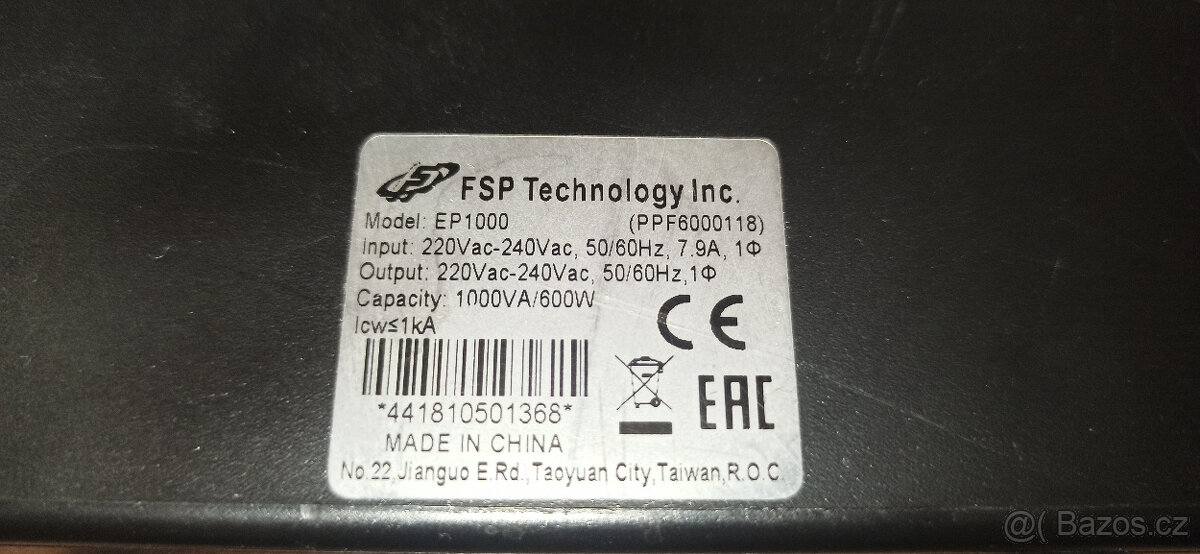 FSP Technology Inc.
Model: EP1000 (PPF6000118)
Input: 220Vac-240Vac, 50/60Hz, 7.9A, 1Φ
Output: 220Vac-240Vac, 50/60Hz,1Φ
Capacity: 1000VA/600W
Icw≤1kA
CE
*441810501368*
EAC
MADE IN CHINA
No.22,Jianguo E.Rd.,Taoyuan City,Taiwan,R.O.C.
@( Bazos.cz